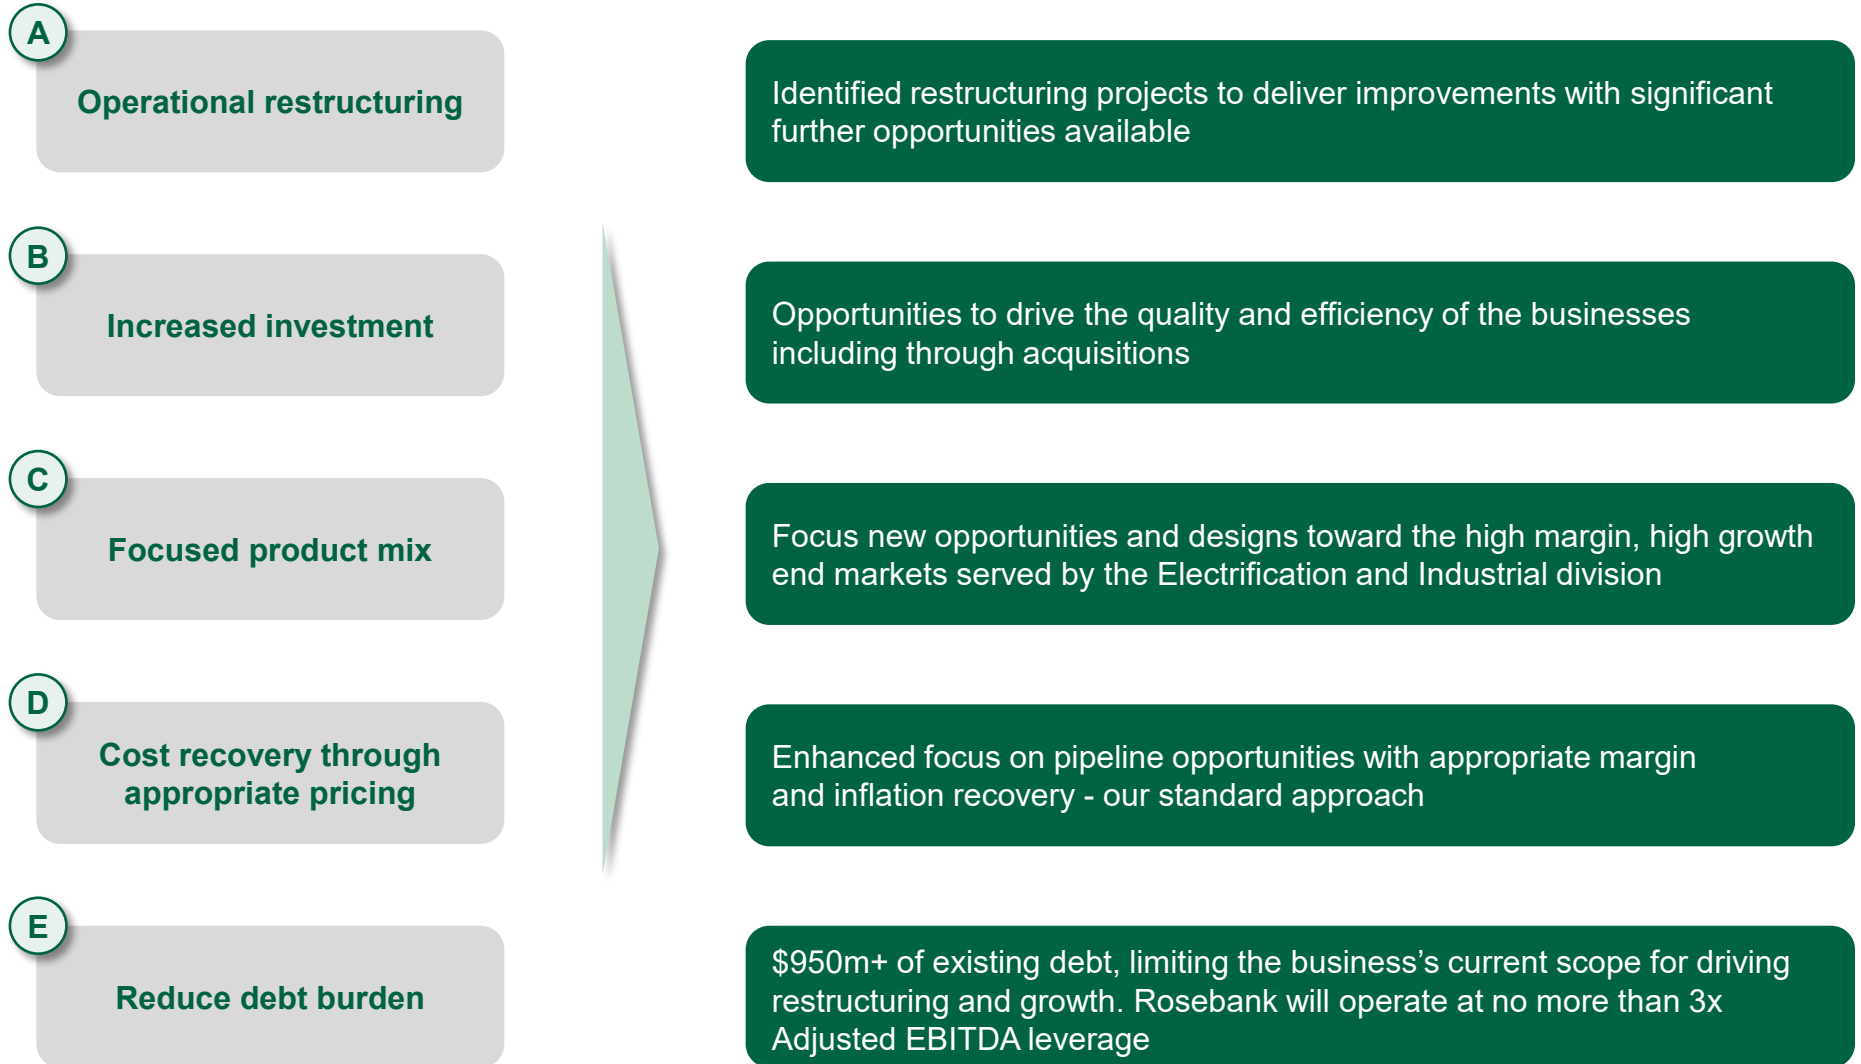 A
Operational restructuring
Identified restructuring projects to deliver improvements with significant
further opportunities available
B
Increased investment
Opportunities to drive the quality and efficiency of the businesses
including through acquisitions
C
Focused product mix
Focus new opportunities and designs toward the high margin, high growth
end markets served by the Electrification and Industrial division
D
Cost recovery through
appropriate pricing
Enhanced focus on pipeline opportunities with appropriate margin
and inflation recovery - our standard approach
E
Reduce debt burden
$950m+ of existing debt, limiting the business’s current scope for driving
restructuring and growth. Rosebank will operate at no more than 3x
Adjusted EBITDA leverage